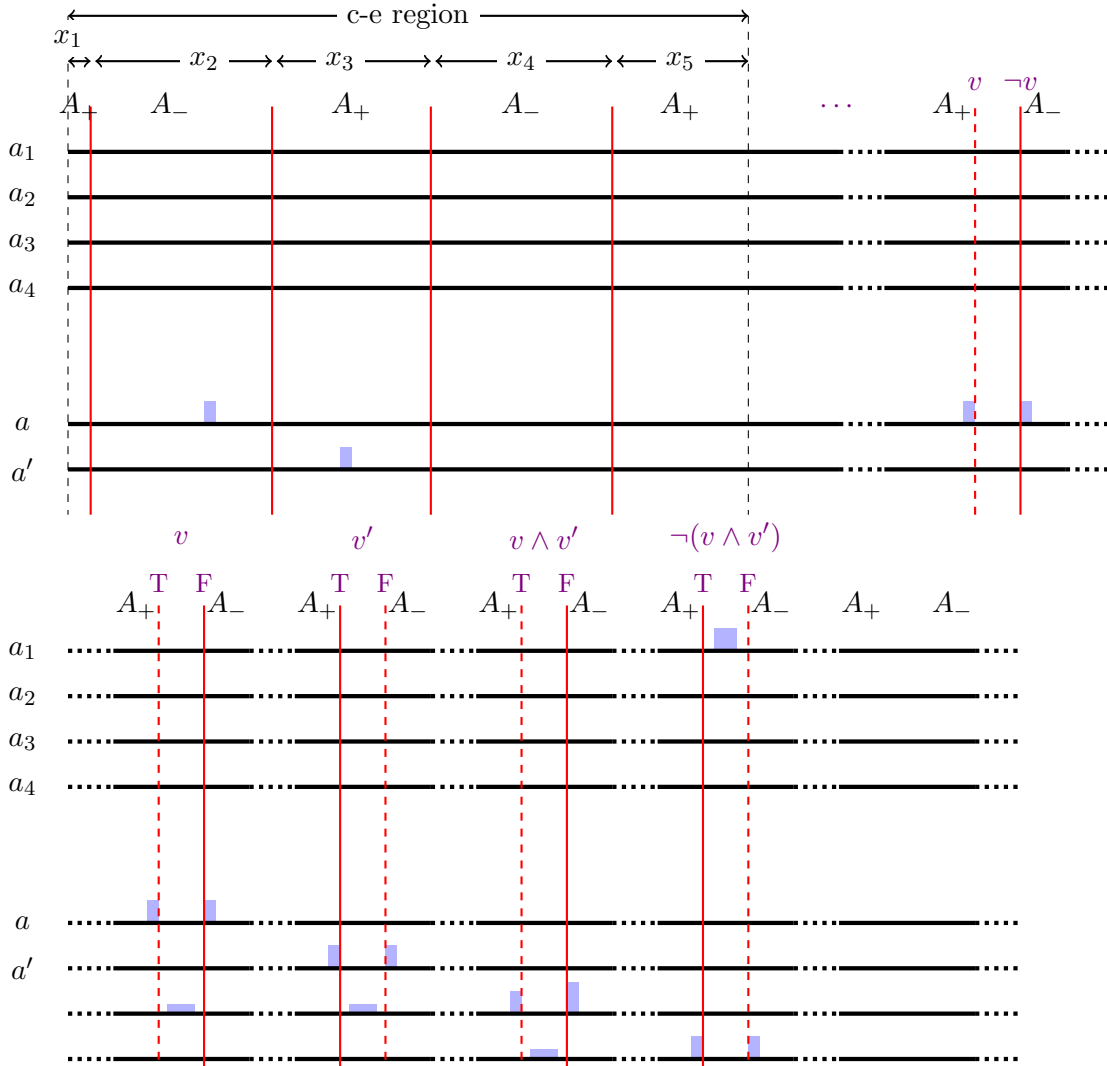 c-e region
x₁
x₂ x₃ x₄ x₅
v ¬v
A₊ A₋ A₊ A₋ A₊ ⋯ A₊ A₋
a₁
a₂
a₃
a₄
a
a′
v v′ v ∧ v′ ¬(v ∧ v′)
T F T F T F T F
A₊ A₋ A₊ A₋ A₊ A₋ A₊ A₋ A₊ A₋
a₁
a₂
a₃
a₄
a
a′